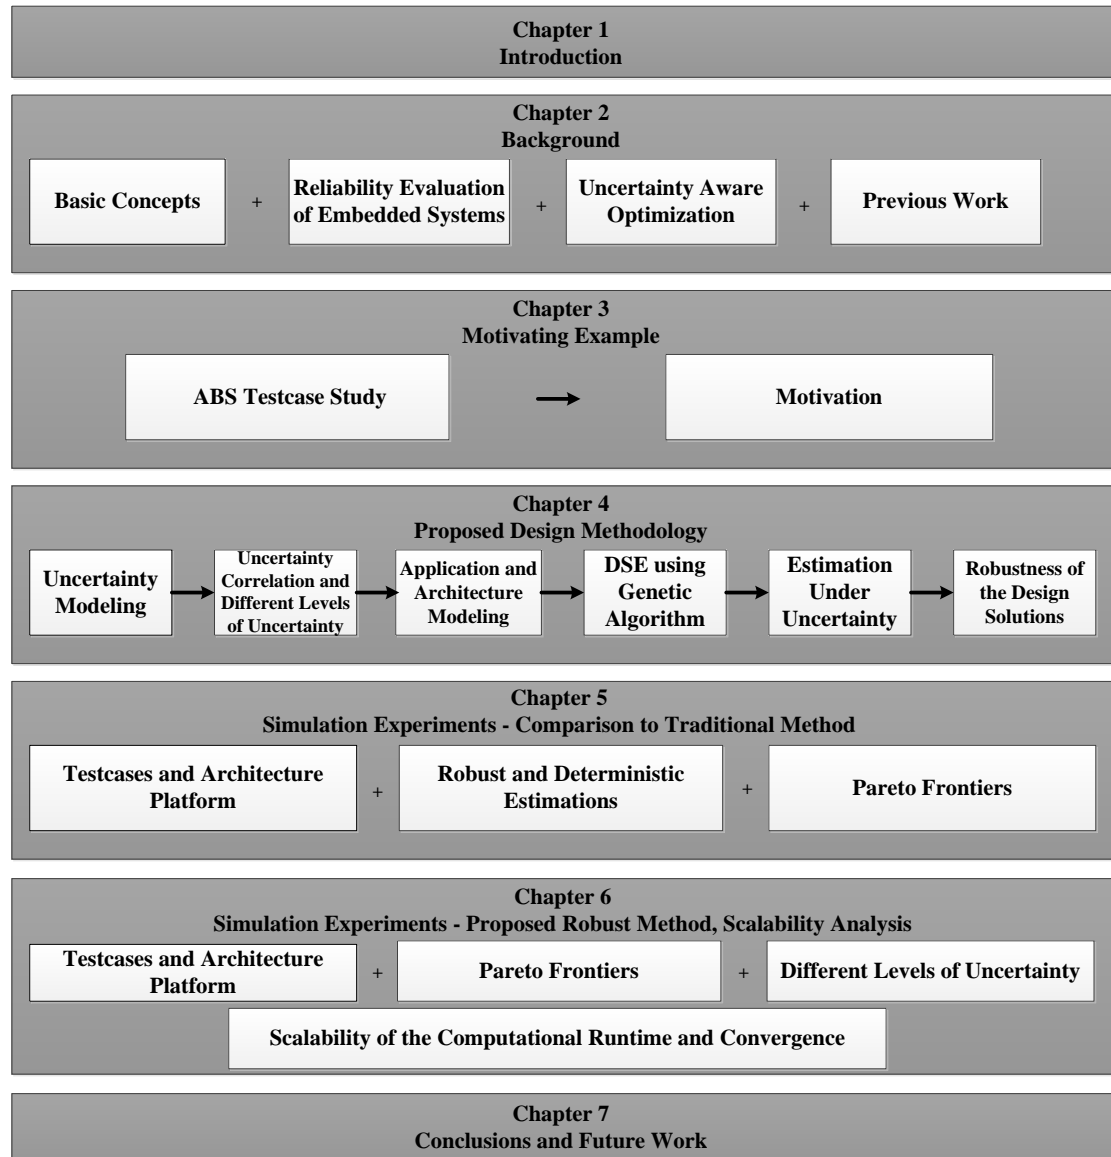 Chapter 1
Introduction
Chapter 2
Background
Basic Concepts
+
Reliability Evaluation
of Embedded Systems
+
Uncertainty Aware
Optimization
+
Previous Work
Chapter 3
Motivating Example
ABS Testcase Study
Motivation
Chapter 4
Proposed Design Methodology
Uncertainty
Modeling
Uncertainty
Correlation and
Different Levels
of Uncertainty
Application and
Architecture
Modeling
DSE using
Genetic
Algorithm
Estimation
Under
Uncertainty
Robustness of
the Design
Solutions
Chapter 5
Simulation Experiments - Comparison to Traditional Method
Testcases and Architecture
Platform
+
Robust and Deterministic
Estimations
+
Pareto Frontiers
Chapter 6
Simulation Experiments - Proposed Robust Method, Scalability Analysis
Testcases and Architecture
Platform
+
Pareto Frontiers
+
Different Levels of Uncertainty
Scalability of the Computational Runtime and Convergence
Chapter 7
Conclusions and Future Work